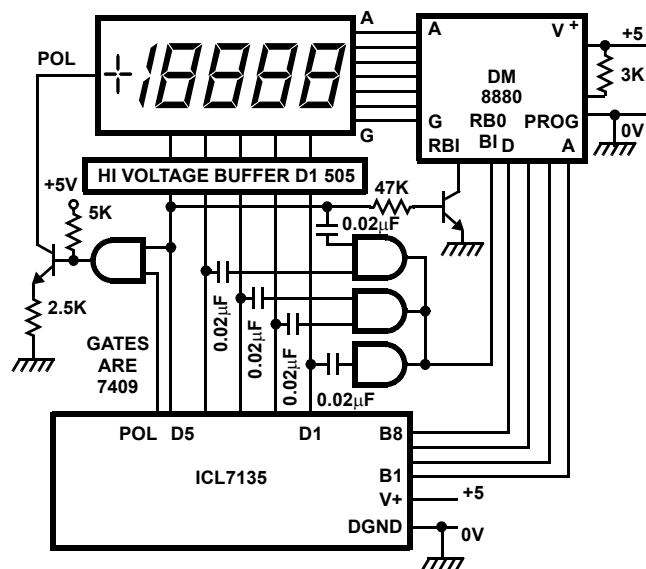 POL
+18888
A
G
A
V+
DM
8880
G
RB0
PROG
RBI
BI
D
A
+5
3K
0V
HI VOLTAGE BUFFER D1 505
+5V
5K
2.5K
47K
0.02μF
0.02μF
0.02μF
0.02μF
0.02μF
GATES
ARE
7409
POL
D5
D1
B8
ICL7135
B1
V+
+5
DGND
0V